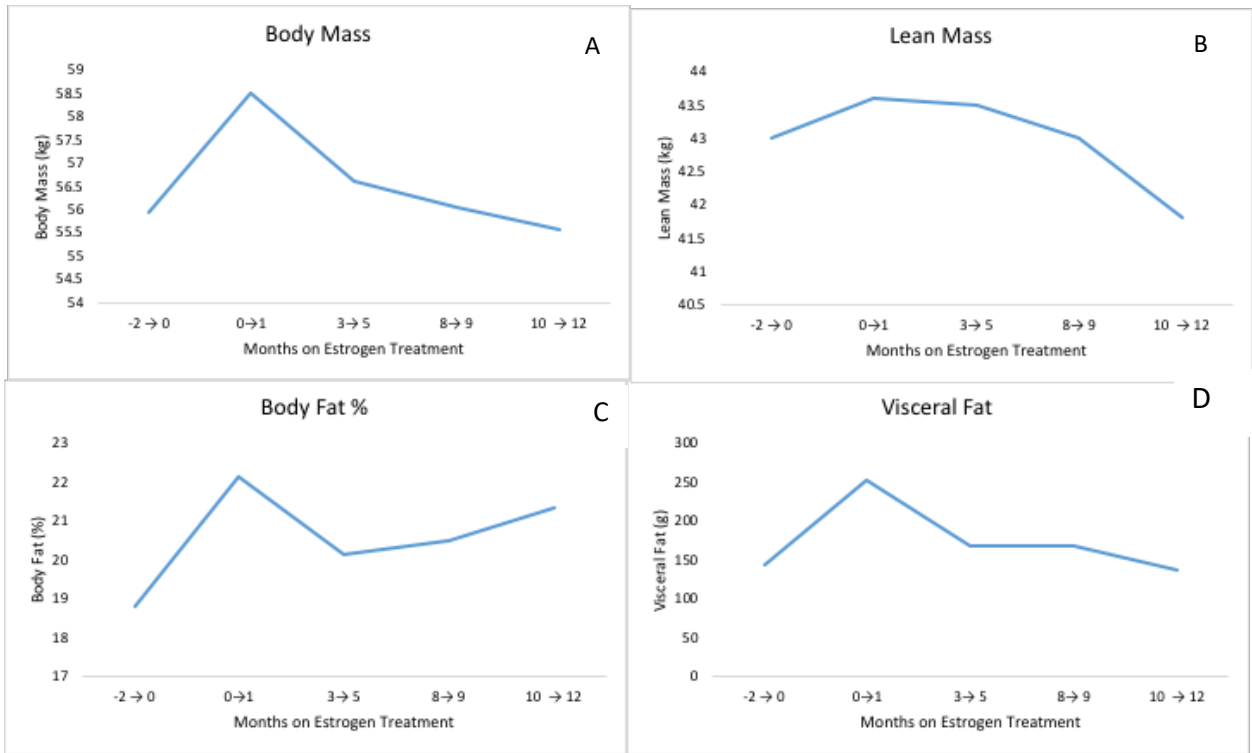 Body Mass
A
Body Mass (kg)
59
58.5
58
57.5
57
56.5
56
55.5
55
54.5
54
-2 → 0
0→1
3→5
8→9
10 → 12
Months on Estrogen Treatment
Lean Mass
B
Lean Mass (kg)
44
43.5
43
42.5
42
41.5
41
40.5
-2 → 0
0→1
3→5
8→9
10 → 12
Months on Estrogen Treatment
Body Fat %
C
Body Fat (%)
23
22
21
20
19
18
17
-2 → 0
0→1
3→5
8→9
10 → 12
Months on Estrogen Treatment
Visceral Fat
D
Visceral Fat (g)
300
250
200
150
100
50
0
-2 → 0
0→1
3→5
8→9
10 → 12
Months on Estrogen Treatment